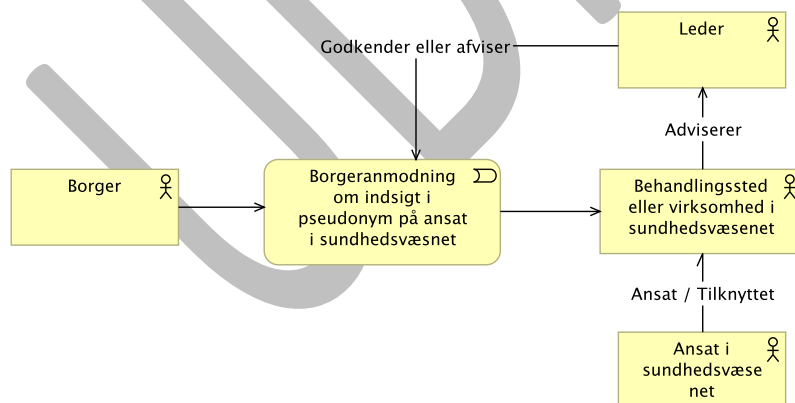 Leder
Godkender eller afviser
Adviserer
Borger
Borgeranmodning
om indsigt i
pseudonym på ansat
i sundhedsvæsnet
Behandlingssted
eller virksomhed i
sundhedsvæsenet
Ansat / Tilknyttet
Ansat i
sundhedsvæse
net